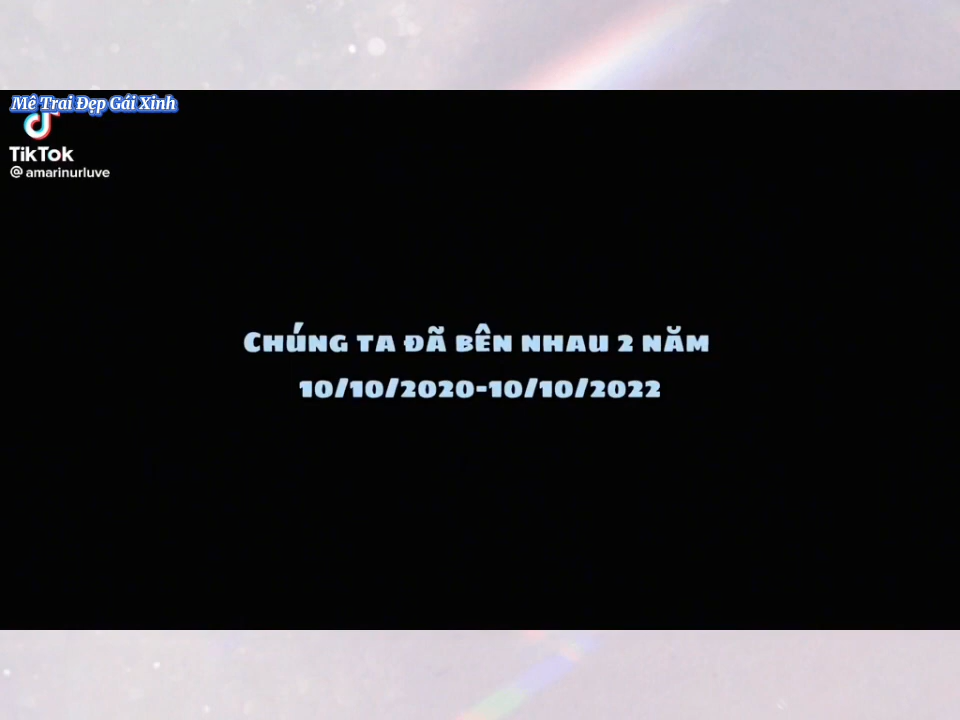 Mê Trai Đẹp Gái Xinh
TikTok
@amarinurluve
Chúng ta đã bên nhau 2 năm
10/10/2020-10/10/2022